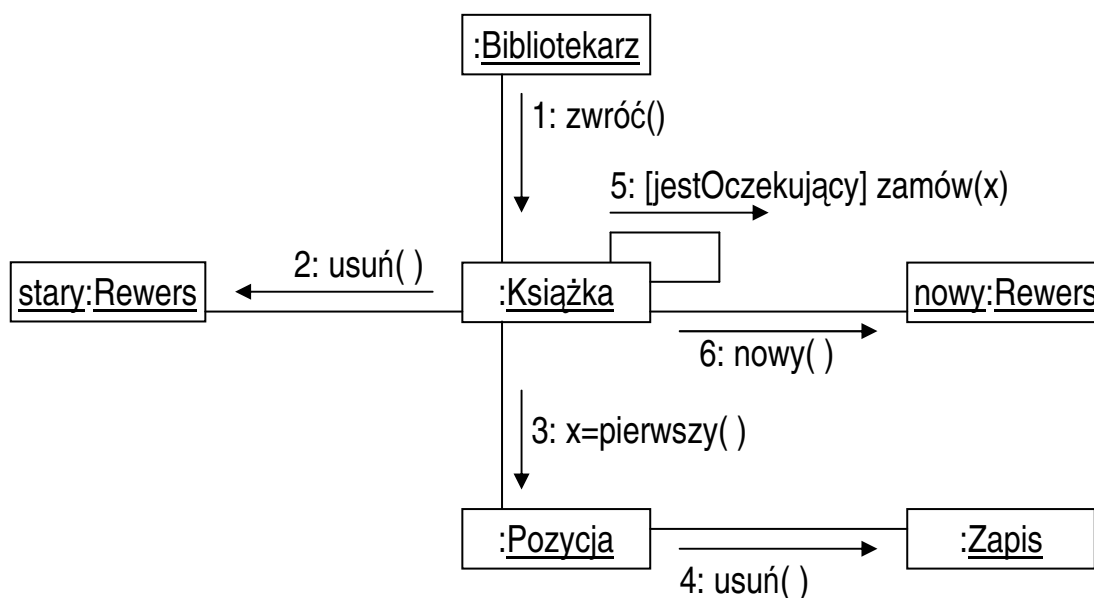 :Bibliotekarz
1: zwróć()
5: [jestOczekujący] zamów(x)
2: usuń( )
stary:Rewers
:Książka
nowy:Rewers
6: nowy( )
3: x=pierwszy( )
:Pozycja
:Zapis
4: usuń( )